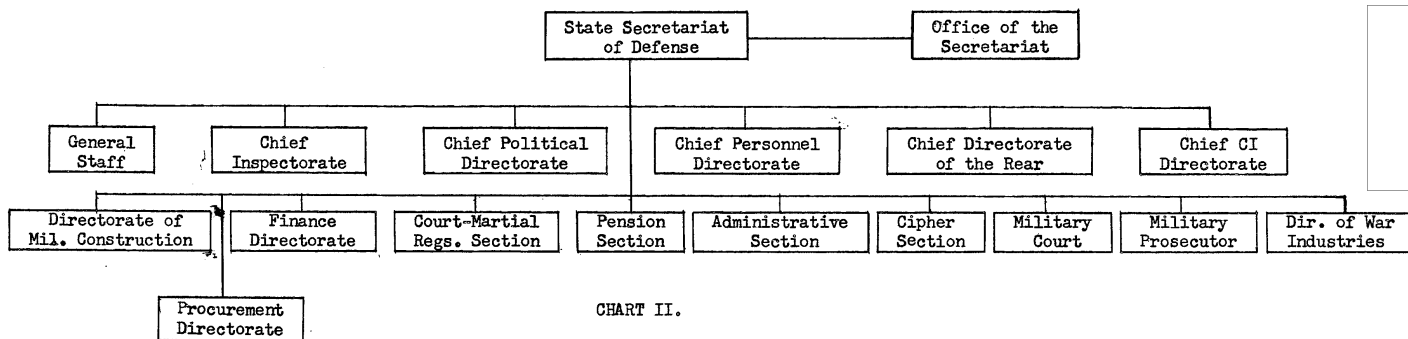 State Secretariat
of Defense
Office of the
Secretariat
General
Staff
Chief
Inspectorate
Chief Political
Directorate
Chief Personnel
Directorate
Chief Directorate
of the Rear
Chief CI
Directorate
Directorate of
Mil. Construction
Finance
Directorate
Court-Martial
Regs. Section
Pension
Section
Administrative
Section
Cipher
Section
Military
Court
Military
Prosecutor
Dir. of War
Industries
Procurement
Directorate
CHART II.